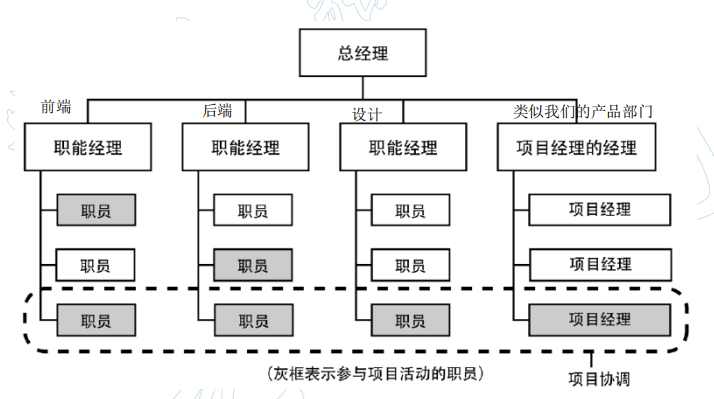 总经理
前端
后端
设计
类似我们的产品部门
职能经理
职能经理
职能经理
项目经理的经理
职员
职员
职员
项目经理
职员
职员
职员
项目经理
职员
职员
职员
项目经理
(灰框表示参与项目活动的职员)
项目协调